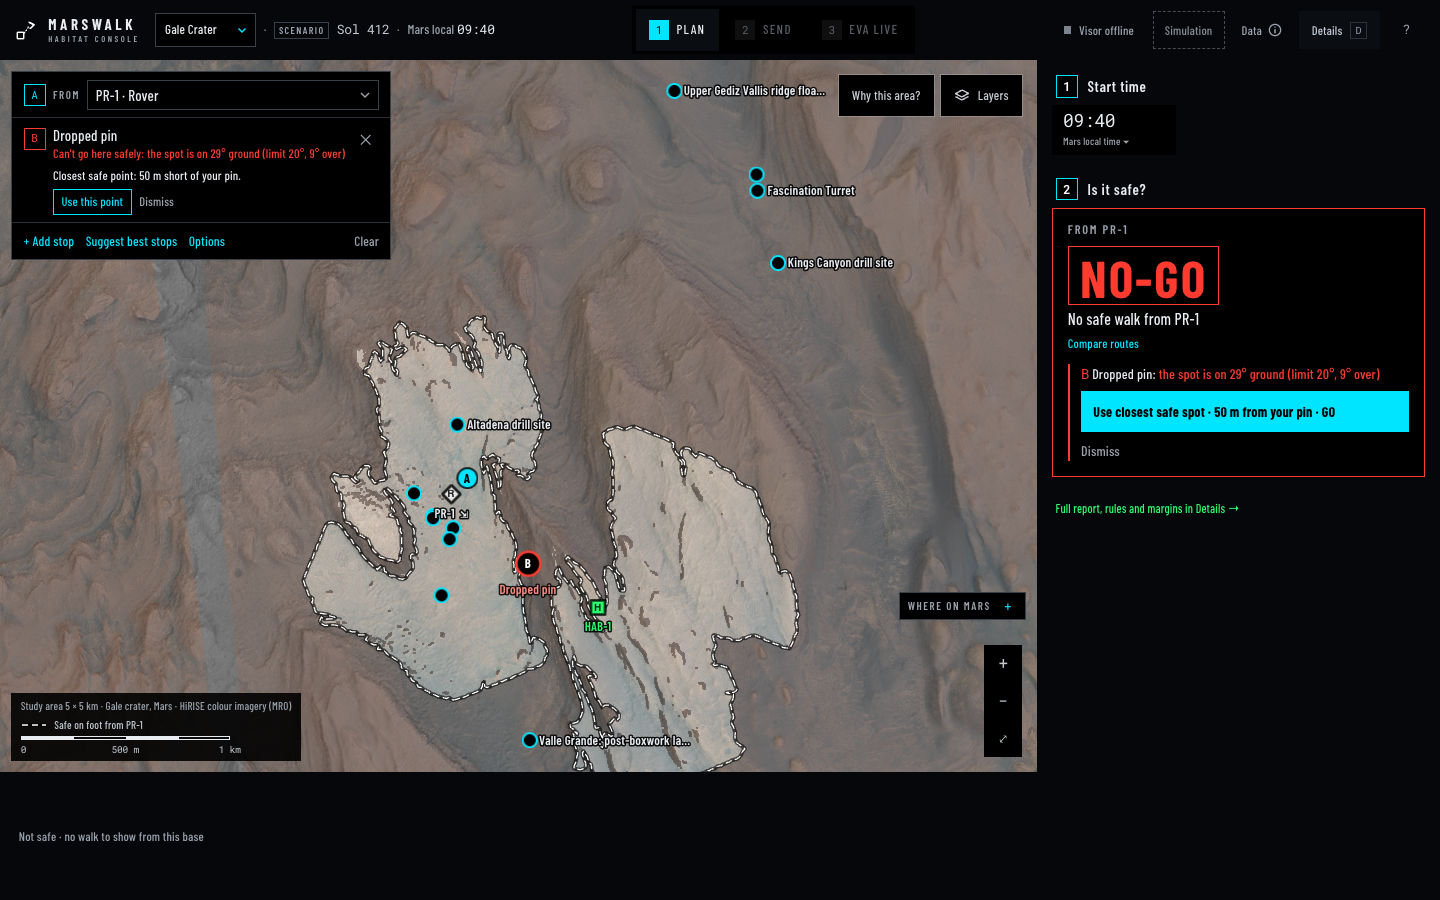 MARSWALK
HABITAT CONSOLE
Gale Crater
· SCENARIO Sol 412 · Mars local 09:40
1 PLAN
2 SEND
3 EVA LIVE
Visor offline
Simulation
Data
Details D
?
A FROM PR-1 · Rover
B Dropped pin
Can't go here safely: the spot is on 29° ground (limit 20°, 9° over)
Closest safe point: 50 m short of your pin.
Use this point Dismiss
+ Add stop Suggest best stops Options Clear
Upper Gediz Vallis ridge floa...
Why this area?
Layers
Fascination Turret
Kings Canyon drill site
Altadena drill site
A
PR-1
B
Dropped pin
H
HAB-1
Valle Grande: post-boxwork la...
WHERE ON MARS +
+
−
Study area 5 × 5 km · Gale crater, Mars · HiRISE colour imagery (MRO)
Safe on foot from PR-1
0 500 m 1 km
1 Start time
09:40
Mars local time
2 Is it safe?
FROM PR-1
NO-GO
No safe walk from PR-1
Compare routes
B Dropped pin: the spot is on 29° ground (limit 20°, 9° over)
Use closest safe spot · 50 m from your pin · GO
Dismiss
Full report, rules and margins in Details →
Not safe · no walk to show from this base